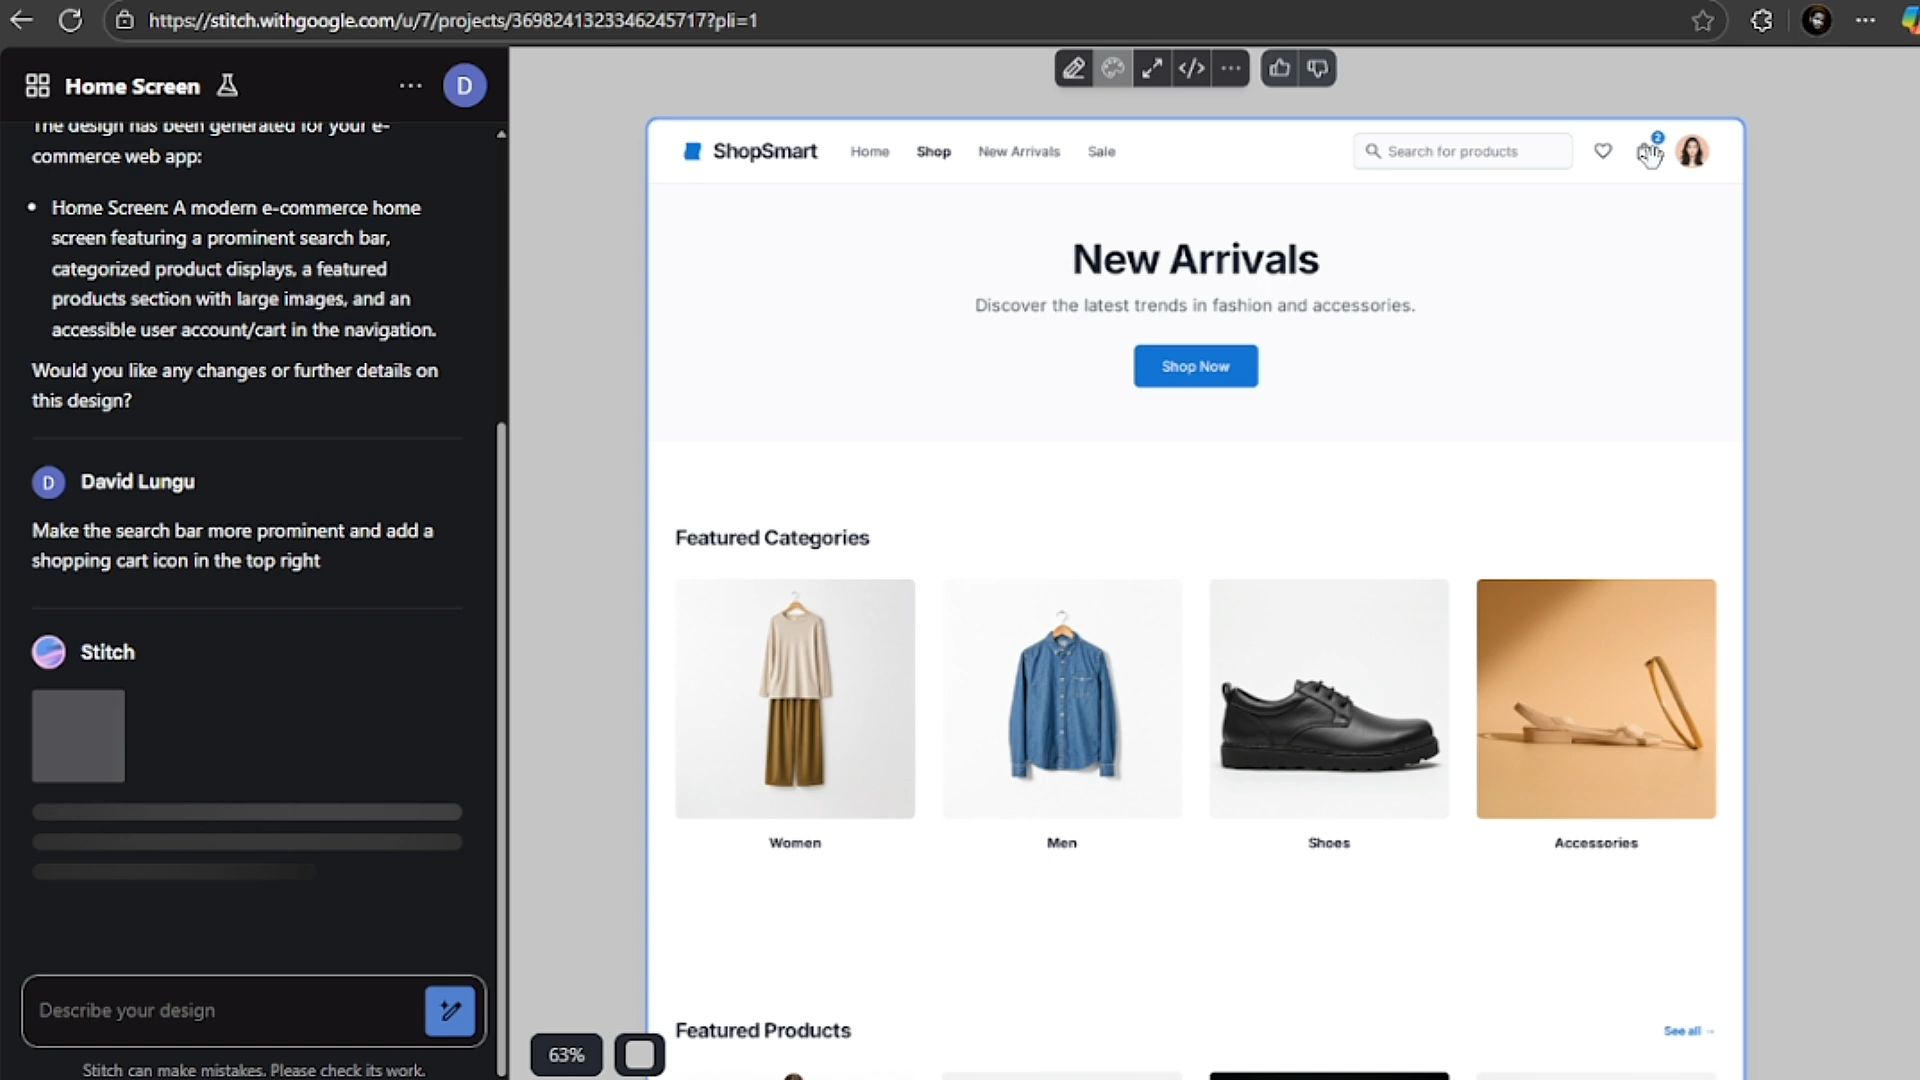 https://stitch.withgoogle.com/u/7/projects/3698241323346245717?pli=1
Home Screen
D
The design has been generated for your e-
commerce web app:
• Home Screen: A modern e-commerce home
screen featuring a prominent search bar,
categorized product displays, a featured
products section with large images, and an
accessible user account/cart in the navigation.
Would you like any changes or further details on
this design?
D
David Lungu
Make the search bar more prominent and add a
shopping cart icon in the top right
Stitch
Describe your design
Stitch can make mistakes. Please check its work.
63%
ShopSmart
Home
Shop
New Arrivals
Sale
Search for products
2
New Arrivals
Discover the latest trends in fashion and accessories.
Shop Now
Featured Categories
Women
Men
Shoes
Accessories
Featured Products
See all →